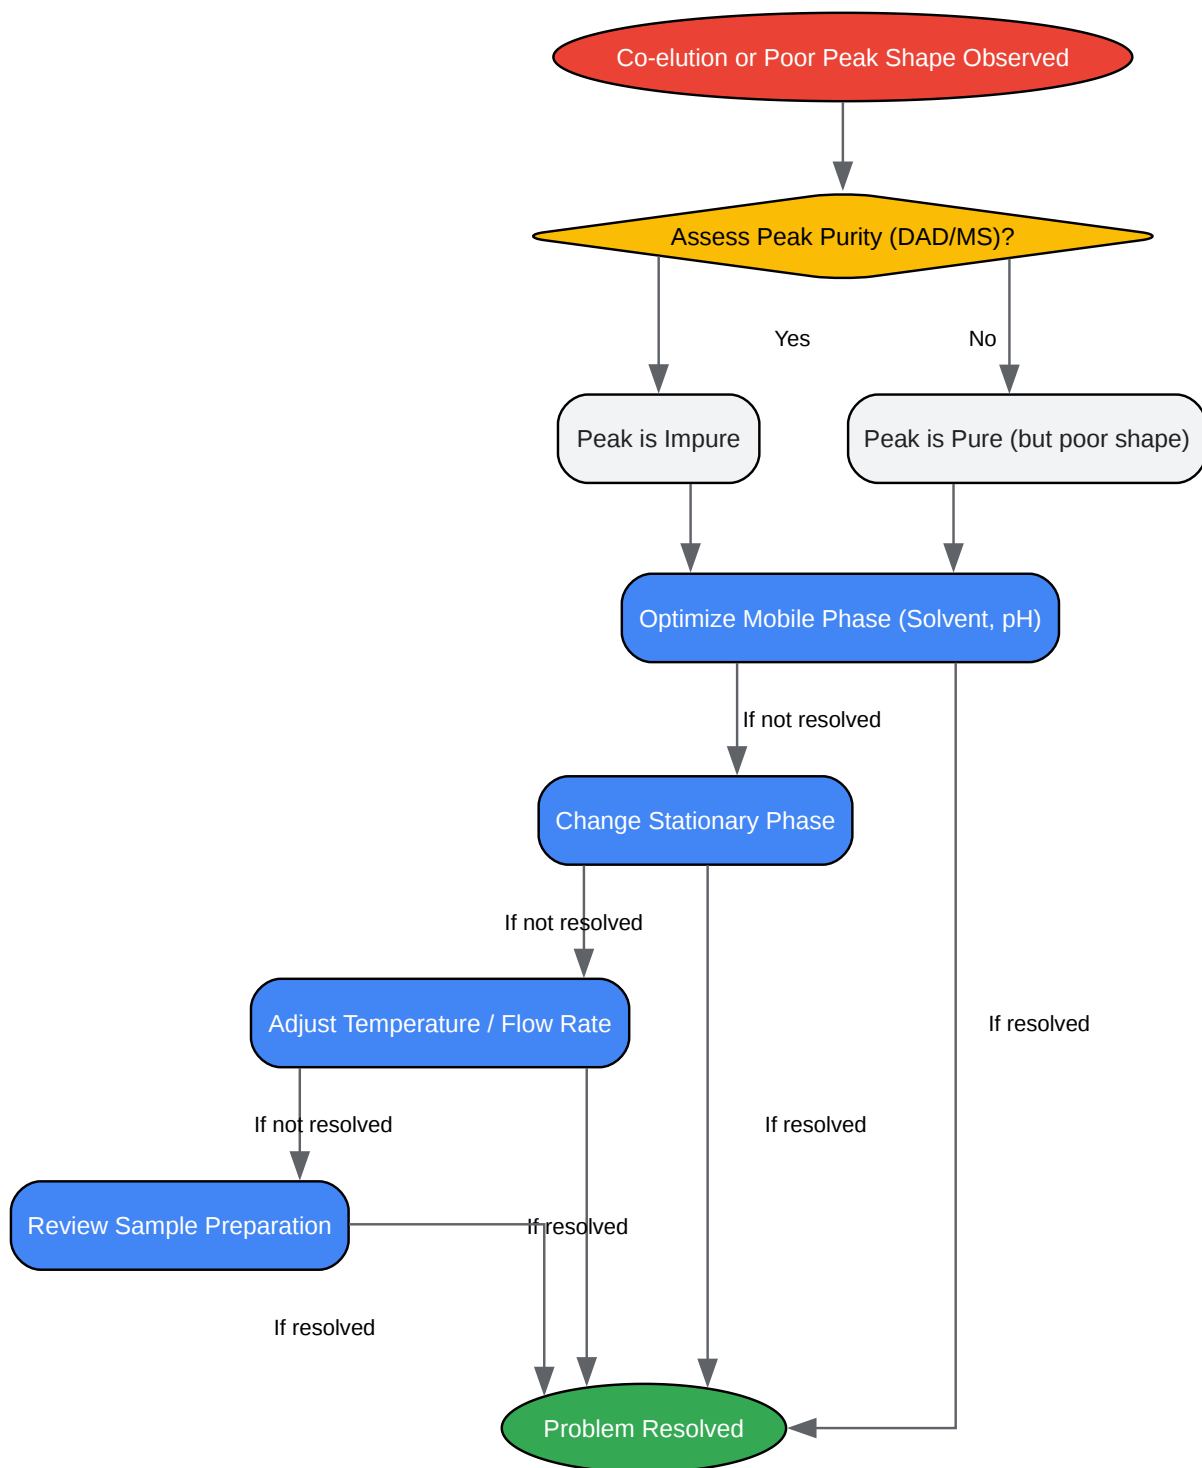 Co-elution or Poor Peak Shape Observed
Assess Peak Purity (DAD/MS)?
Yes
No
Peak is Impure
Peak is Pure (but poor shape)
Optimize Mobile Phase (Solvent, pH)
If not resolved
Change Stationary Phase
If not resolved
Adjust Temperature / Flow Rate
If resolved
If not resolved
If resolved
Review Sample Preparation
If resolved
If resolved
Problem Resolved